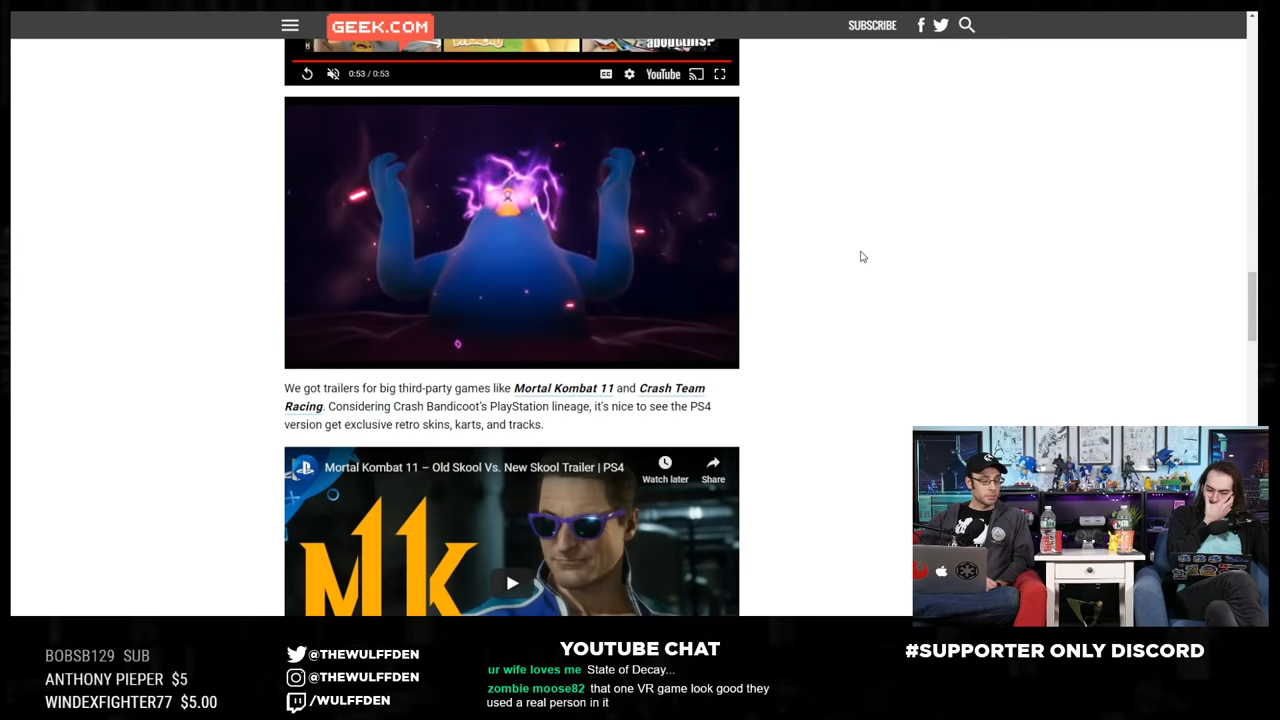 GEEK.COM
SUBSCRIBE
0:53 / 0:53
CC
YouTube
We got trailers for big third-party games like Mortal Kombat 11 and Crash Team
Racing. Considering Crash Bandicoot's PlayStation lineage, it's nice to see the PS4
version get exclusive retro skins, karts, and tracks.
Mortal Kombat 11 – Old Skool Vs. New Skool Trailer | PS4
Watch later
Share
MK11
BOBSB129 SUB
ANTHONY PIEPER $5
WINDEXFIGHTER77 $5.00
@THEWULFFDEN
@THEWULFFDEN
/WULFFDEN
YOUTUBE CHAT
ur wife loves me State of Decay...
zombie moose82 that one VR game look good they
used a real person in it
#SUPPORTER ONLY DISCORD